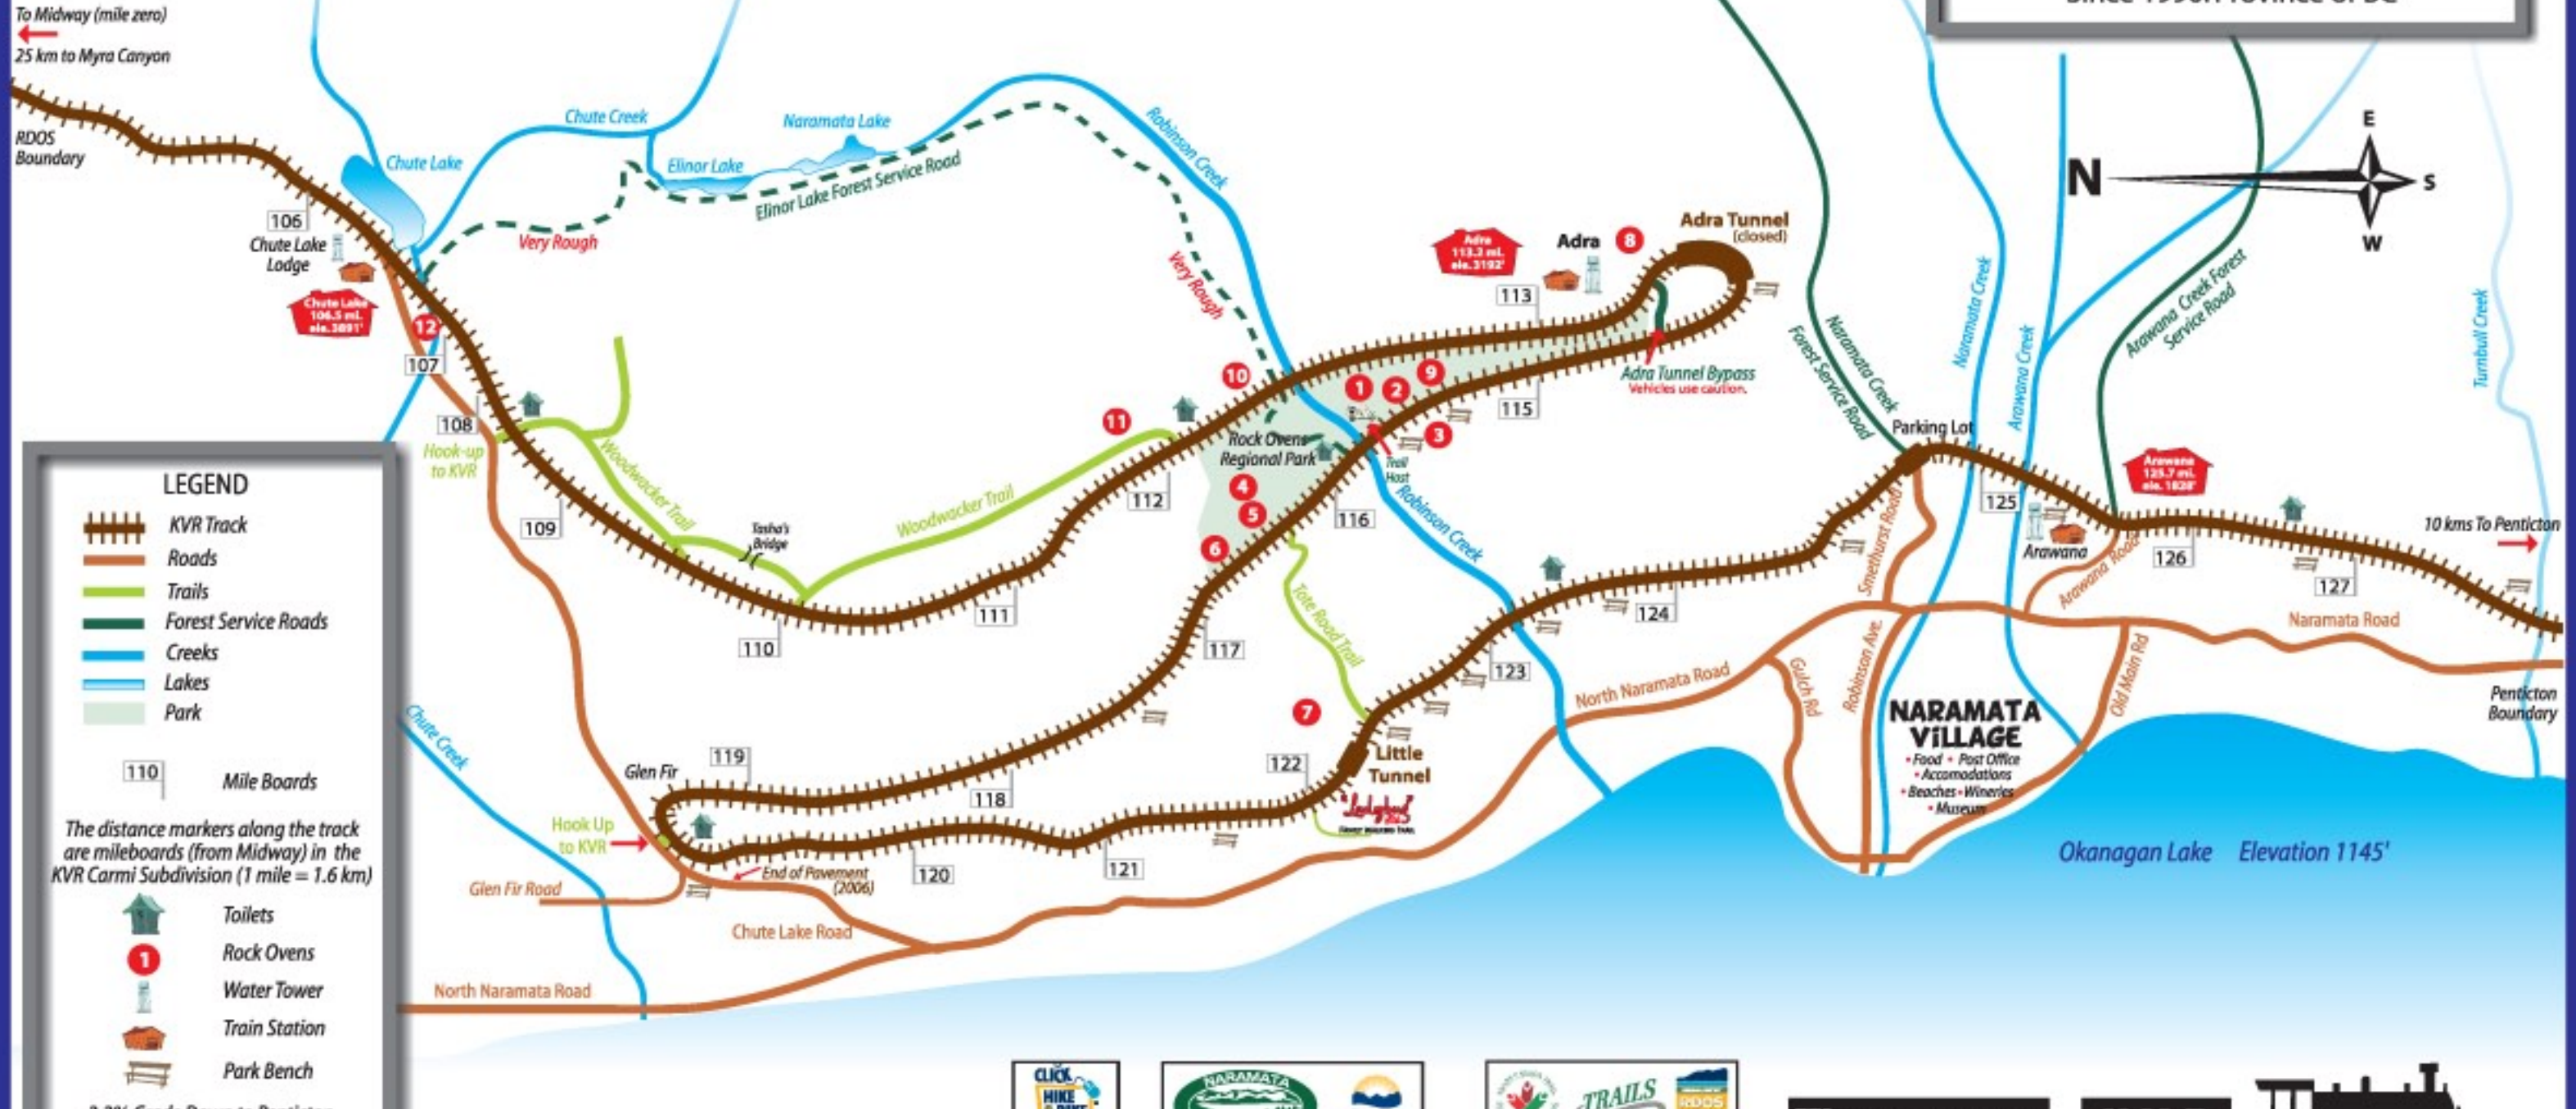 To Midway (mile zero)
25 km to Myra Canyon
RDOS
Boundary
106
Chute Lake
Lodge
Chute Lake
106.5 mi.
ele. 3891'
12
107
108
Hook-up
to KVR
Chute Lake
Chute Creek
Elinor Lake
Naramata Lake
Elinor Lake Forest Service Road
Very Rough
Robinson Creek
Very Rough
Woodwacker Trail
Tasha's
Bridge
Woodwacker Trail
109
110
111
112
11
10
Rock Ovens
Regional Park
1
2
9
3
4
5
6
Trail
Host
Adra
113.2 mi.
ele. 3192'
Adra
8
Adra Tunnel
(closed)
113
115
Adra Tunnel Bypass
Vehicles use caution.
116
117
Robinson Creek
Tote Road Trail
7
Little
Tunnel
122
123
124
Glen Fir
119
118
120
121
Hook Up
to KVR
Glen Fir Road
End of Pavement
(2006)
Chute Lake Road
North Naramata Road
Chute Creek
North Naramata Road
Naramata Creek
Forest Service Road
Naramata Creek
Arawana Creek
Arawana Creek Forest
Service Road
Turnbull Creek
N
E
S
W
Parking Lot
Smethurst Road
125
Arawana
Arawana Road
Arawana
125.7 mi.
ele. 1828'
126
127
10 kms To Penticton
Naramata Road
Penticton
Boundary
Gulch Rd
Robinson Ave.
Old Main Rd
NARAMATA
VILLAGE
•Food • Post Office
•Accomodations
•Beaches•Wineries
•Museum
Okanagan Lake Elevation 1145'
LEGEND
KVR Track
Roads
Trails
Forest Service Roads
Creeks
Lakes
Park
110
Mile Boards
The distance markers along the track
are mileboards (from Midway) in the
KVR Carmi Subdivision (1 mile = 1.6 km)
Toilets
1
Rock Ovens
Water Tower
Train Station
Park Bench
CLICK
HIKE
NARAMATA
TRAILS
RDOS